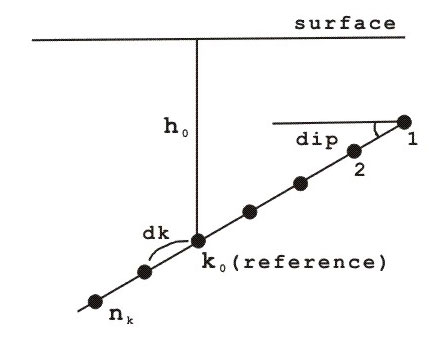 surface
h₀
dip
1
2
dk
k₀(reference)
nₖ